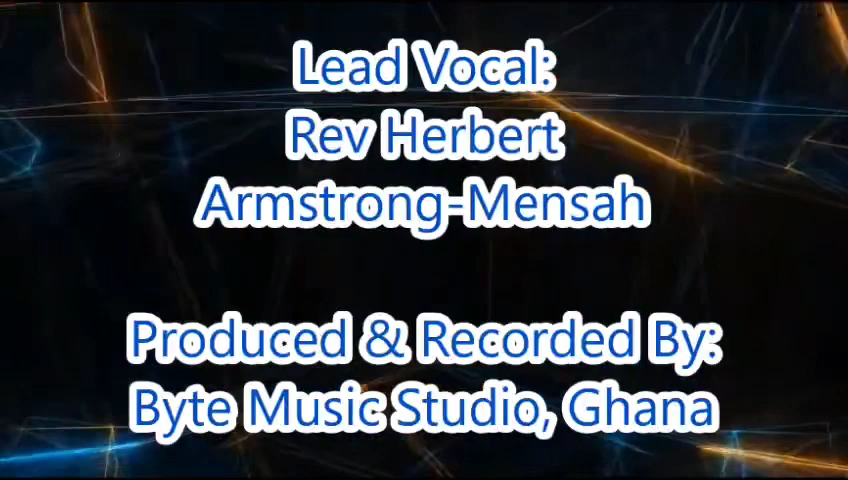 Lead Vocal:
Rev Herbert
Armstrong-Mensah
Produced & Recorded By:
Byte Music Studio, Ghana